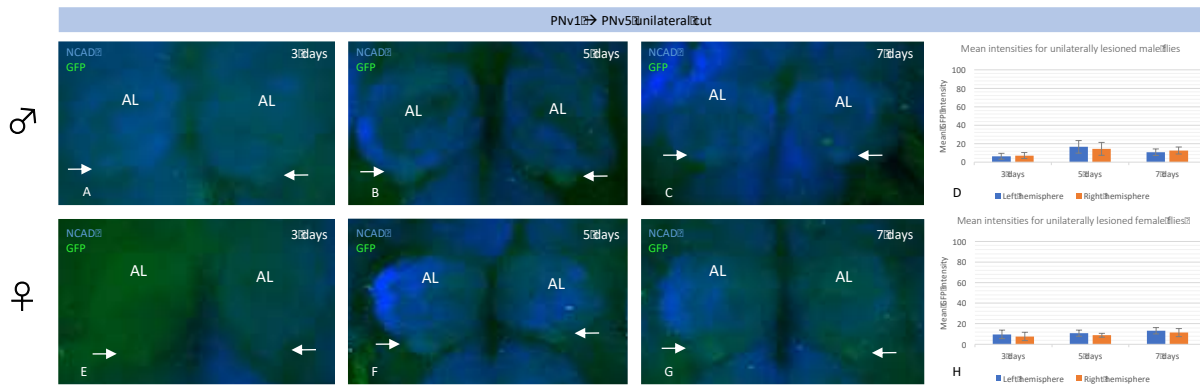 PNv1 → PNv5 unilateral cut
♂
NCAD
GFP
3 days
AL
AL
A
NCAD
GFP
5 days
AL
AL
B
NCAD
GFP
7 days
AL
AL
C
Mean intensities for unilaterally lesioned male flies
Mean GFP Intensity
100
80
60
40
20
0
3 days
5 days
7 days
Left hemisphere
Right hemisphere
D
♀
NCAD
GFP
3 days
AL
AL
E
NCAD
GFP
5 days
AL
AL
F
NCAD
GFP
7 days
AL
AL
G
Mean intensities for unilaterally lesioned female flies
Mean GFP Intensity
100
80
60
40
20
0
3 days
5 days
7 days
Left hemisphere
Right hemisphere
H